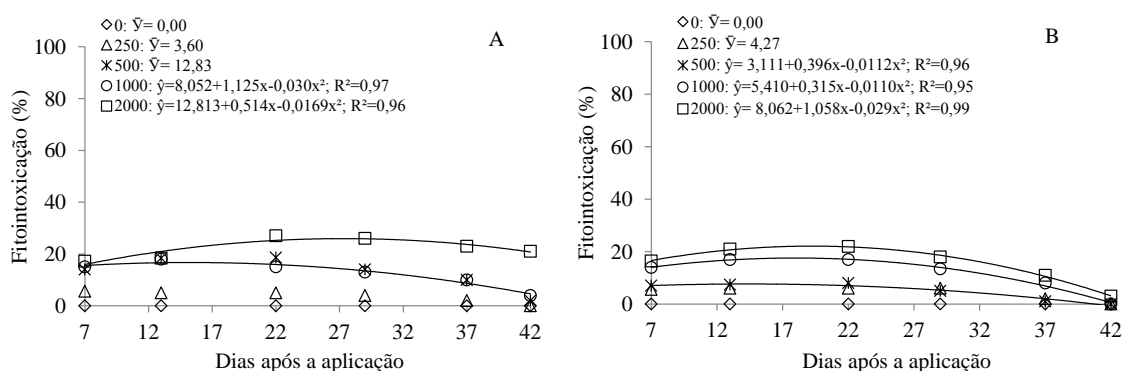 0: Ȳ= 0,00
250: Ȳ= 3,60
500: Ȳ= 12,83
1000: ŷ=8,052+1,125x-0,030x²; R²=0,97
2000: ŷ=12,813+0,514x-0,0169x²; R²=0,96
A
Fitointoxicação (%)
100
80
60
40
20
0
7 13 22 29 32 37 42
Dias após a aplicação
0: Ȳ= 0,00
250: Ȳ= 4,27
500: ŷ= 3,111+0,396x-0,0112x²; R²=0,96
1000: ŷ=5,410+0,315x-0,0110x²; R²=0,95
2000: ŷ= 8,062+1,058x-0,029x²; R²=0,99
B
Fitointoxicação (%)
100
80
60
40
20
0
7 13 22 29 32 37 42
Dias após a aplicação